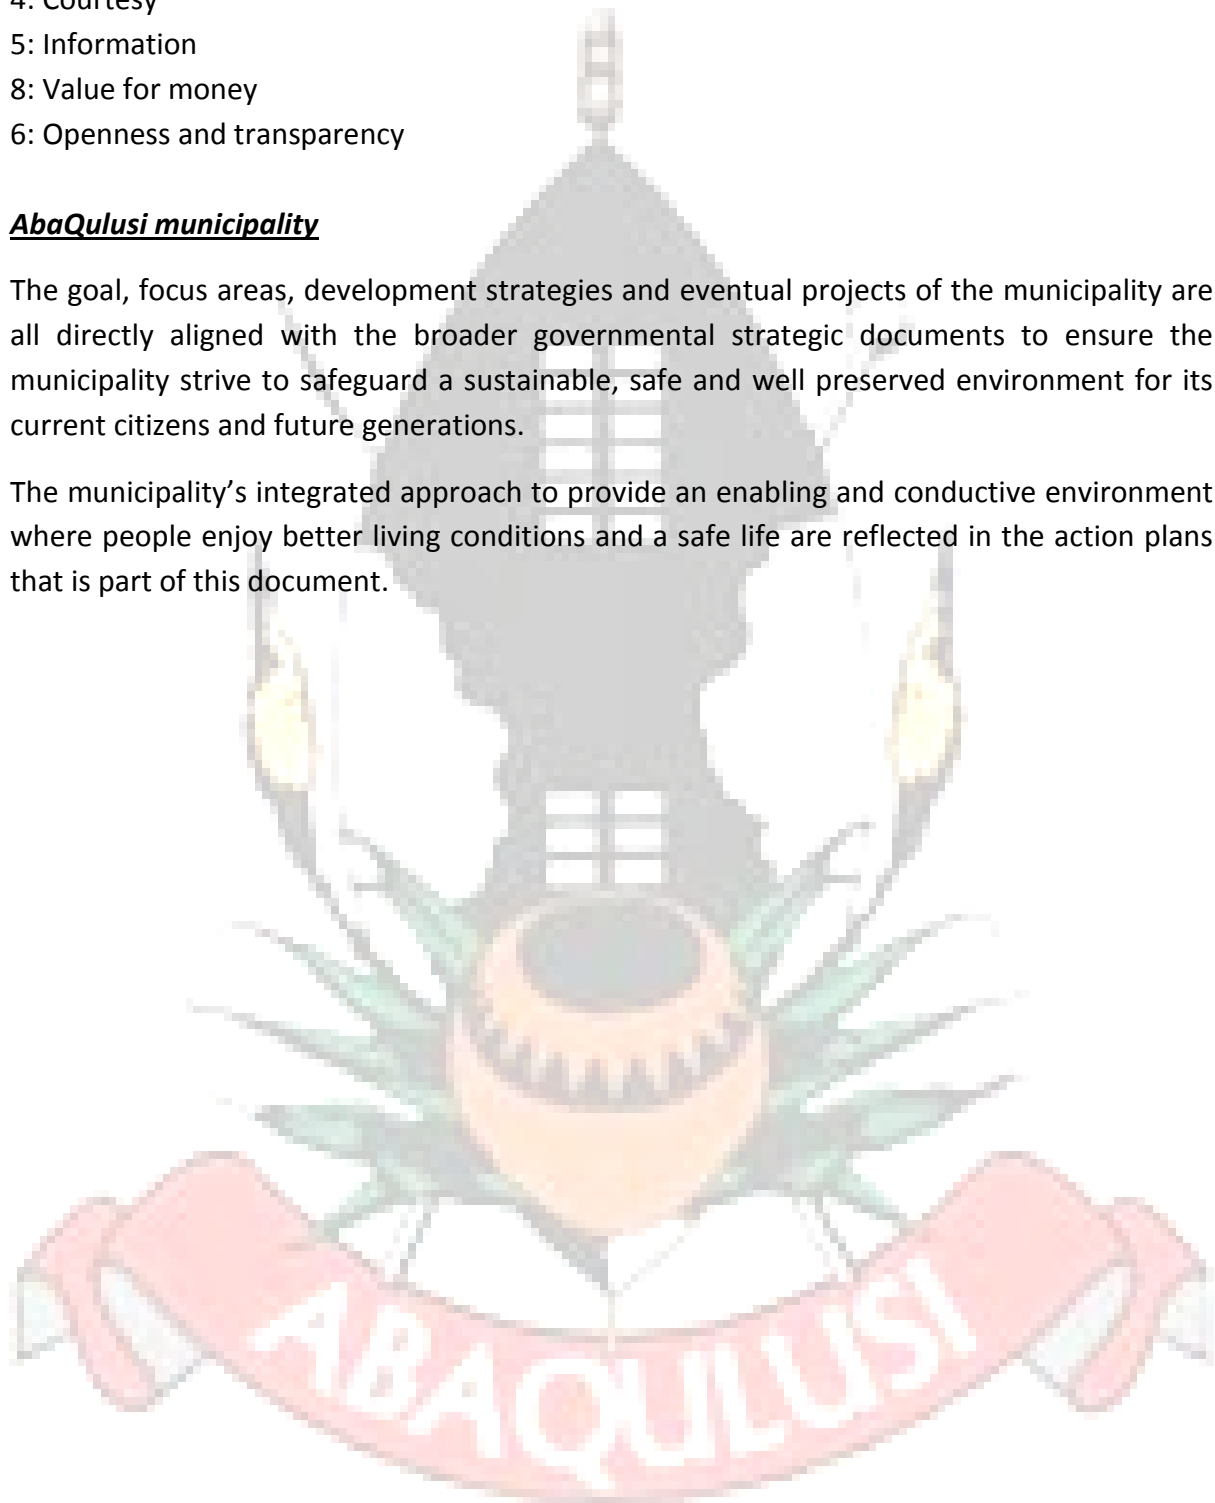 4: Courtesy
5: Information
8: Value for money
6: Openness and transparency
AbaQulusi municipality
The goal, focus areas, development strategies and eventual projects of the municipality are
all directly aligned with the broader governmental strategic documents to ensure the
municipality strive to safeguard a sustainable, safe and well preserved environment for its
current citizens and future generations.
The municipality’s integrated approach to provide an enabling and conductive environment
where people enjoy better living conditions and a safe life are reflected in the action plans
that is part of this document.
ABAQULUSI